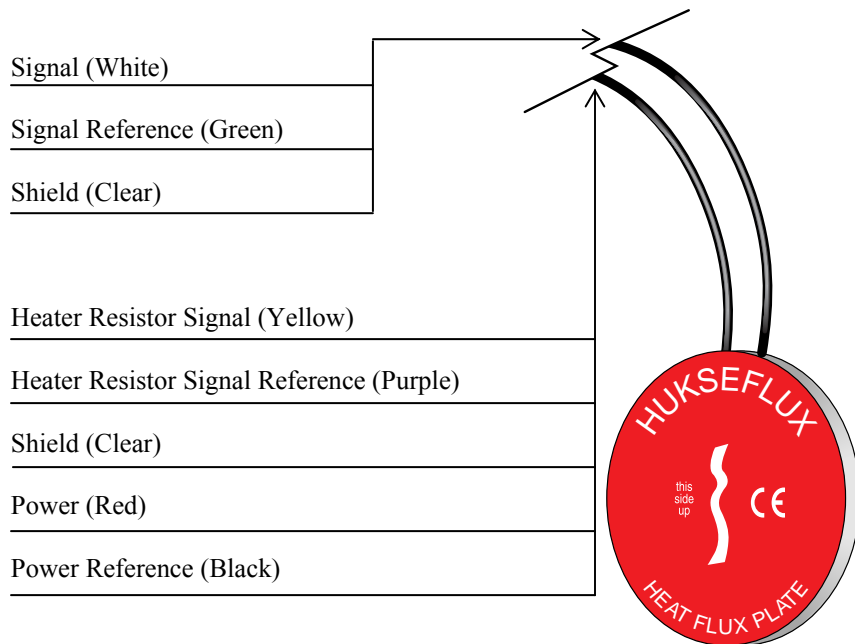 Signal (White)
Signal Reference (Green)
Shield (Clear)
Heater Resistor Signal (Yellow)
Heater Resistor Signal Reference (Purple)
Shield (Clear)
Power (Red)
Power Reference (Black)
HUKSEFLUX
this
side
up
CE
HEAT FLUX PLATE